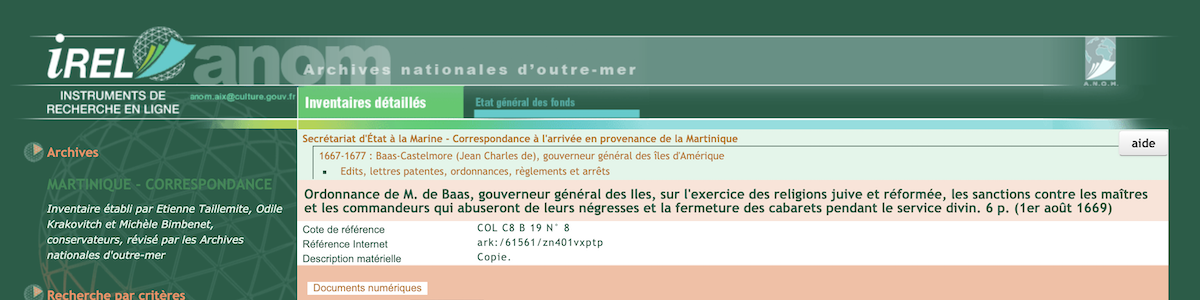 iREL anom
Archives nationales d'outre-mer
A.N.O.M.
INSTRUMENTS DE
RECHERCHE EN LIGNE
anom.aix@culture.gouv.fr
Inventaires détaillés
Etat général des fonds
Archives
MARTINIQUE - CORRESPONDANCE
Inventaire établi par Etienne Taillemite, Odile
Krakovitch et Michèle Bimbenet,
conservateurs, révisé par les Archives
nationales d'outre-mer
Recherche par critères
Secrétariat d'État à la Marine - Correspondance à l'arrivée en provenance de la Martinique
aide
1667-1677 : Baas-Castelmore (Jean Charles de), gouverneur général des îles d'Amérique
Edits, lettres patentes, ordonnances, règlements et arrêts
Ordonnance de M. de Baas, gouverneur général des Iles, sur l'exercice des religions juive et réformée, les sanctions contre les maîtres
et les commandeurs qui abuseront de leurs négresses et la fermeture des cabarets pendant le service divin. 6 p. (1er août 1669)
Cote de référence COL C8 B 19 N° 8
Référence Internet ark:/61561/zn401vxptp
Description matérielle Copie.
Documents numériques